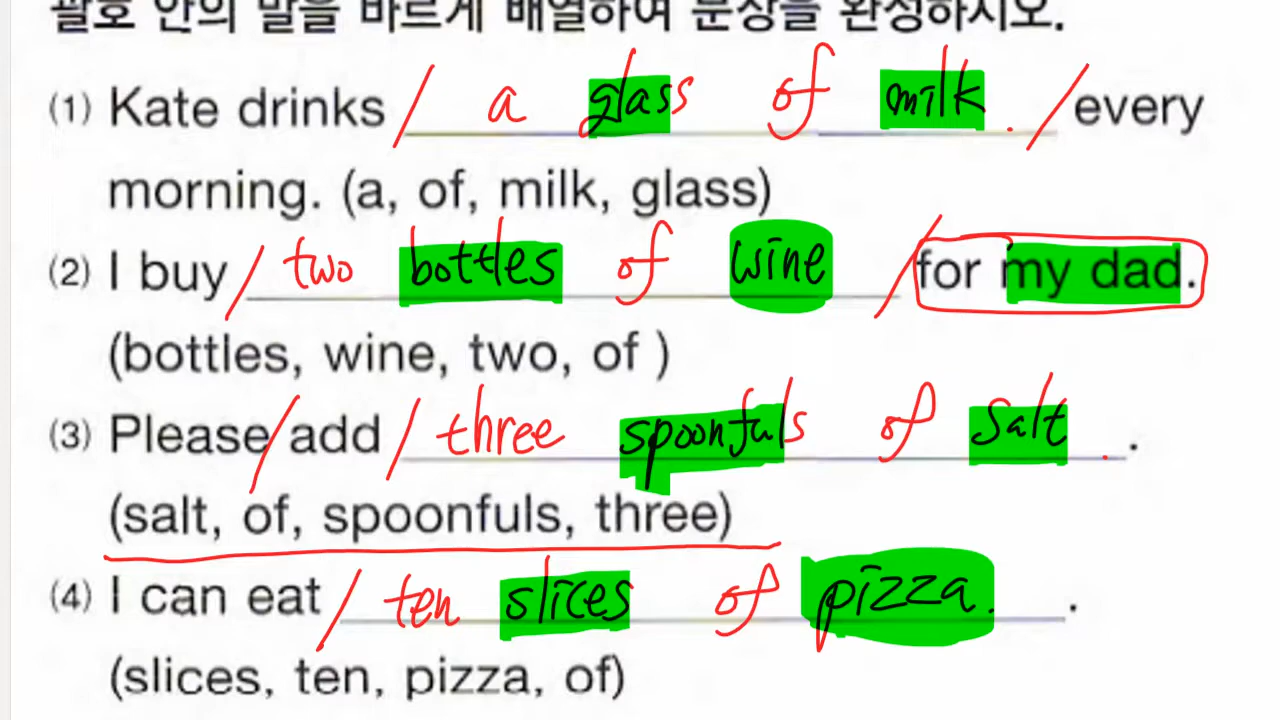 괄호 안의 말을 바르게 배열하여 문장을 완성하시오.
(1) Kate drinks / a glass of milk. / every
morning. (a, of, milk, glass)
(2) I buy / two bottles of wine / for my dad.
(bottles, wine, two, of )
(3) Please / add / three spoonfuls of salt. .
(salt, of, spoonfuls, three)
(4) I can eat / ten slices of pizza. .
(slices, ten, pizza, of)